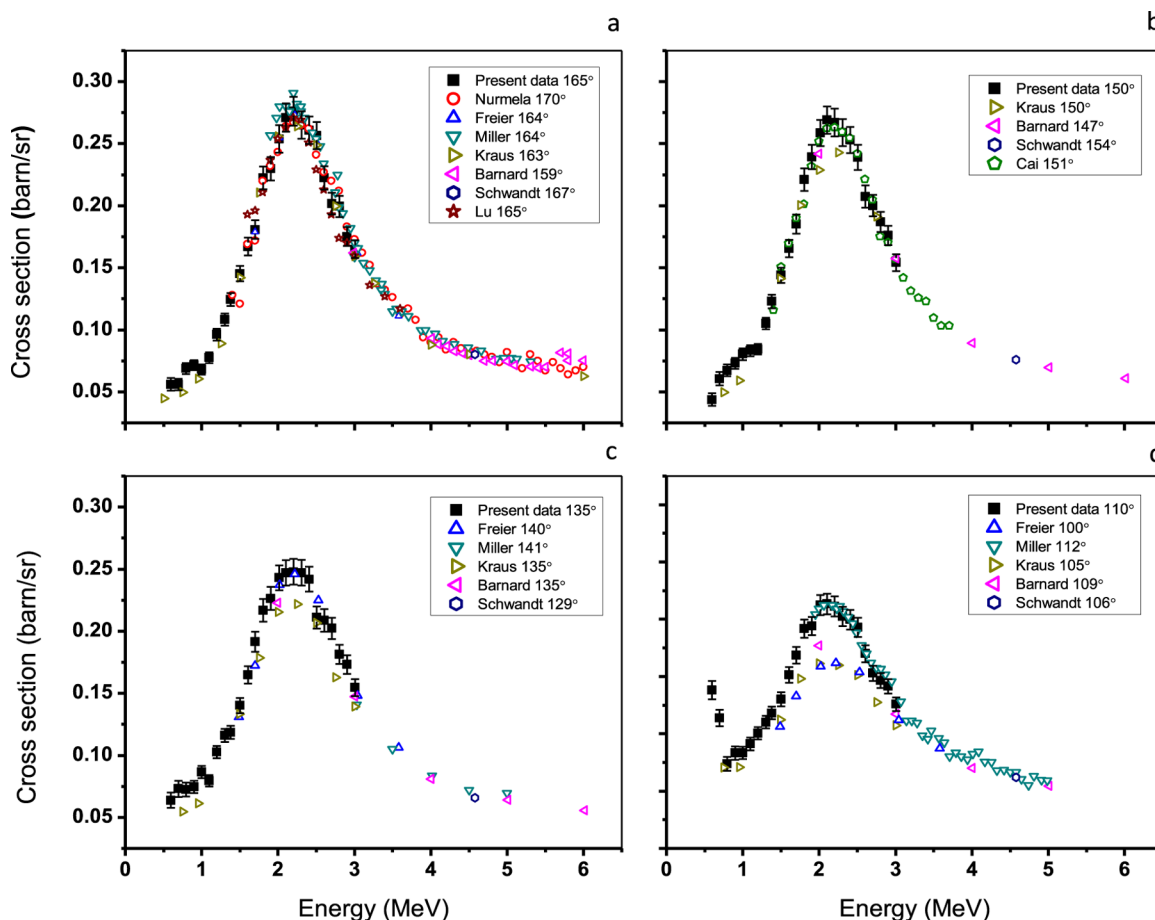 a
0.30
0.25
0.20
0.15
0.10
0.05
Cross section (barn/sr)
Present data 165°
Nurmela 170°
Freier 164°
Miller 164°
Kraus 163°
Barnard 159°
Schwandt 167°
Lu 165°
b
Present data 150°
Kraus 150°
Barnard 147°
Schwandt 154°
Cai 151°
c
0.30
0.25
0.20
0.15
0.10
0.05
Cross section (barn/sr)
Present data 135°
Freier 140°
Miller 141°
Kraus 135°
Barnard 135°
Schwandt 129°
0 1 2 3 4 5 6
Energy (MeV)
d
Present data 110°
Freier 100°
Miller 112°
Kraus 105°
Barnard 109°
Schwandt 106°
0 1 2 3 4 5 6
Energy (MeV)